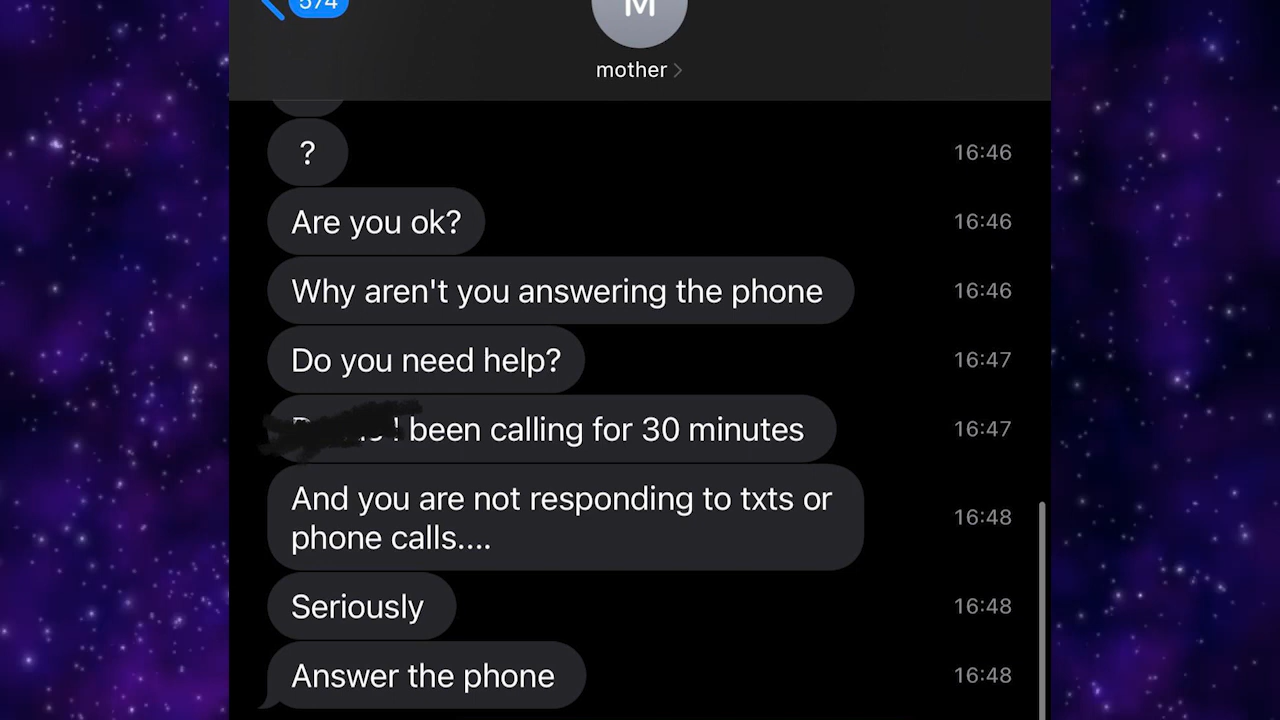 574
M
mother
?
16:46
Are you ok?
16:46
Why aren't you answering the phone
16:46
Do you need help?
16:47
I been calling for 30 minutes
16:47
And you are not responding to txts or
phone calls....
16:48
Seriously
16:48
Answer the phone
16:48